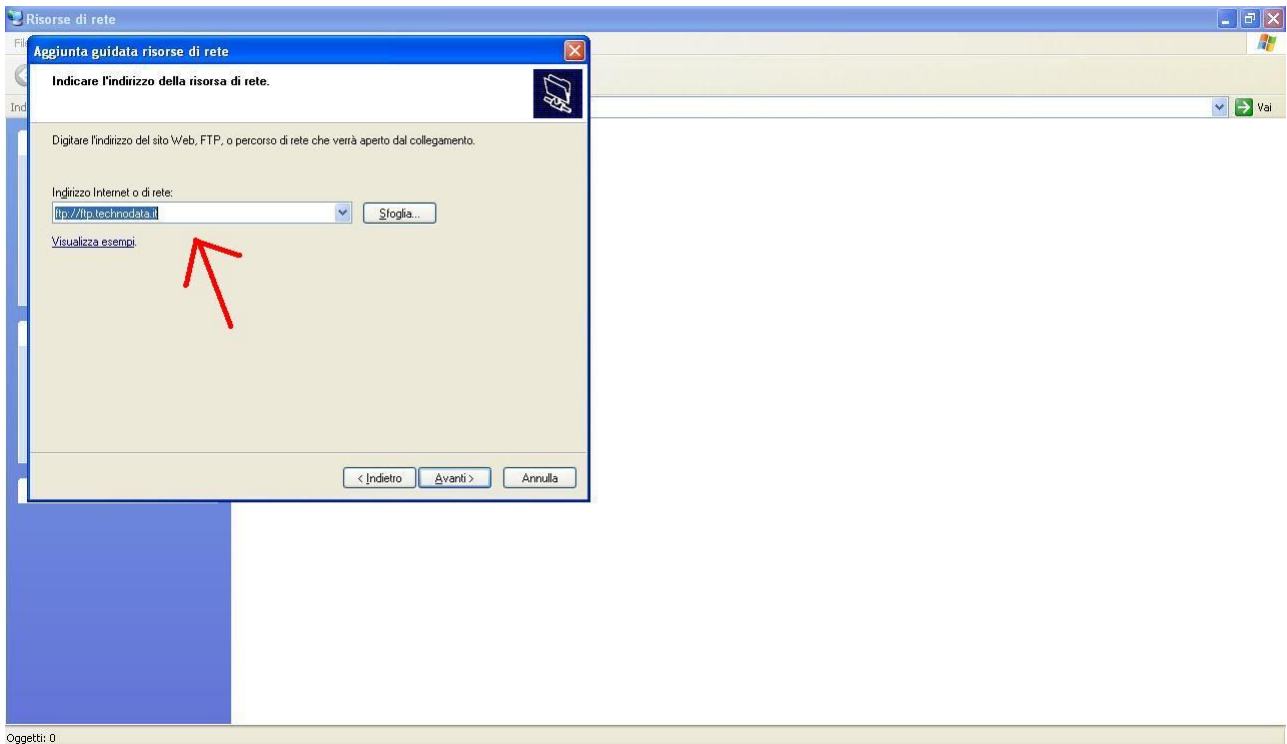 Risorse di rete
Aggiunta guidata risorse di rete
Indicare l'indirizzo della risorsa di rete.
Vai
Digitare l'indirizzo del sito Web, FTP, o percorso di rete che verrà aperto dal collegamento.
Indirizzo Internet o di rete:
ftp://ftp.technodata.it
Sfoglia...
Visualizza esempi.
< Indietro
Avanti >
Annulla
Oggetti: 0